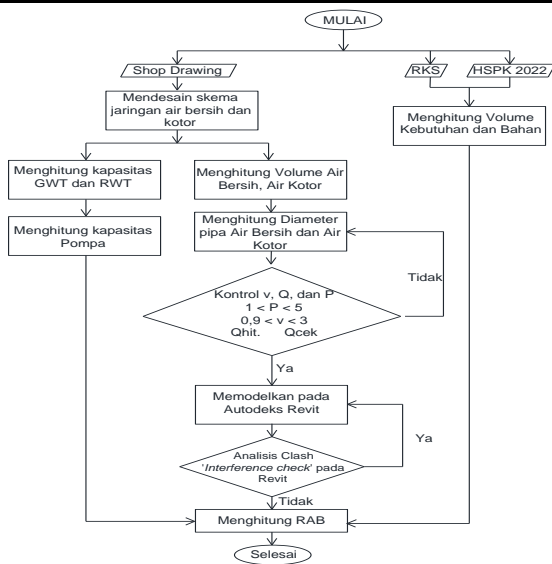 MULAI
Shop Drawing
RKS
HSPK 2022
Mendesain skema
jaringan air bersih dan
kotor
Menghitung Volume
Kebutuhan dan Bahan
Menghitung kapasitas
GWT dan RWT
Menghitung Volume Air
Bersih, Air Kotor
Menghitung kapasitas
Pompa
Menghitung Diameter
pipa Air Bersih dan Air
Kotor
Tidak
Kontrol v, Q, dan P
1 < P < 5
0,9 < v < 3
Qhit. Qcek
Ya
Memodelkan pada
Autodeks Revit
Ya
Analisis Clash
'Interference check' pada
Revit
Tidak
Menghitung RAB
Selesai